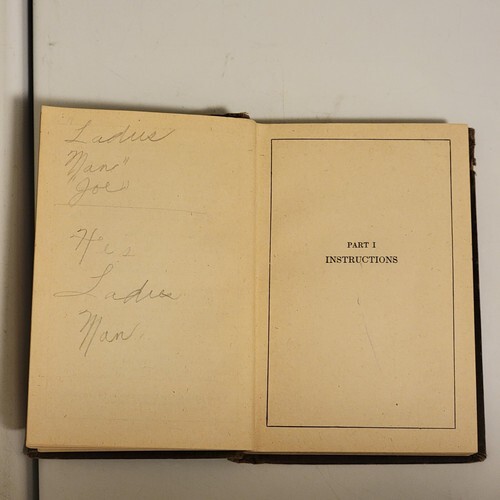 Ladies
Man"
"Joe"
He's
Ladies
Man
PART I
INSTRUCTIONS